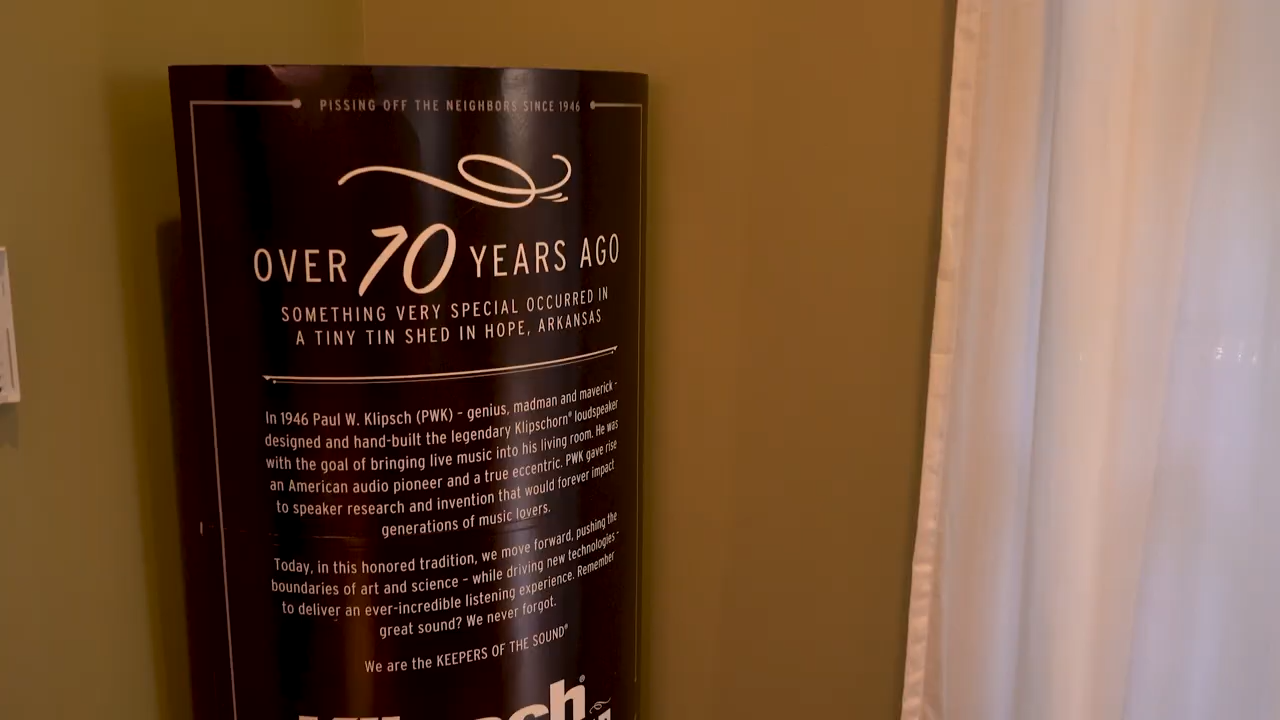 PISSING OFF THE NEIGHBORS SINCE 1946
OVER 70 YEARS AGO
SOMETHING VERY SPECIAL OCCURRED IN
A TINY TIN SHED IN HOPE, ARKANSAS
In 1946 Paul W. Klipsch (PWK) – genius, madman and maverick -
designed and hand-built the legendary Klipschorn® loudspeaker
with the goal of bringing live music into his living room. He was
an American audio pioneer and a true eccentric. PWK gave rise
to speaker research and invention that would forever impact
generations of music lovers.
Today, in this honored tradition, we move forward, pushing the
boundaries of art and science – while driving new technologies -
to deliver an ever-incredible listening experience. Remember
great sound? We never forgot.
We are the KEEPERS OF THE SOUND®
Klipsch®